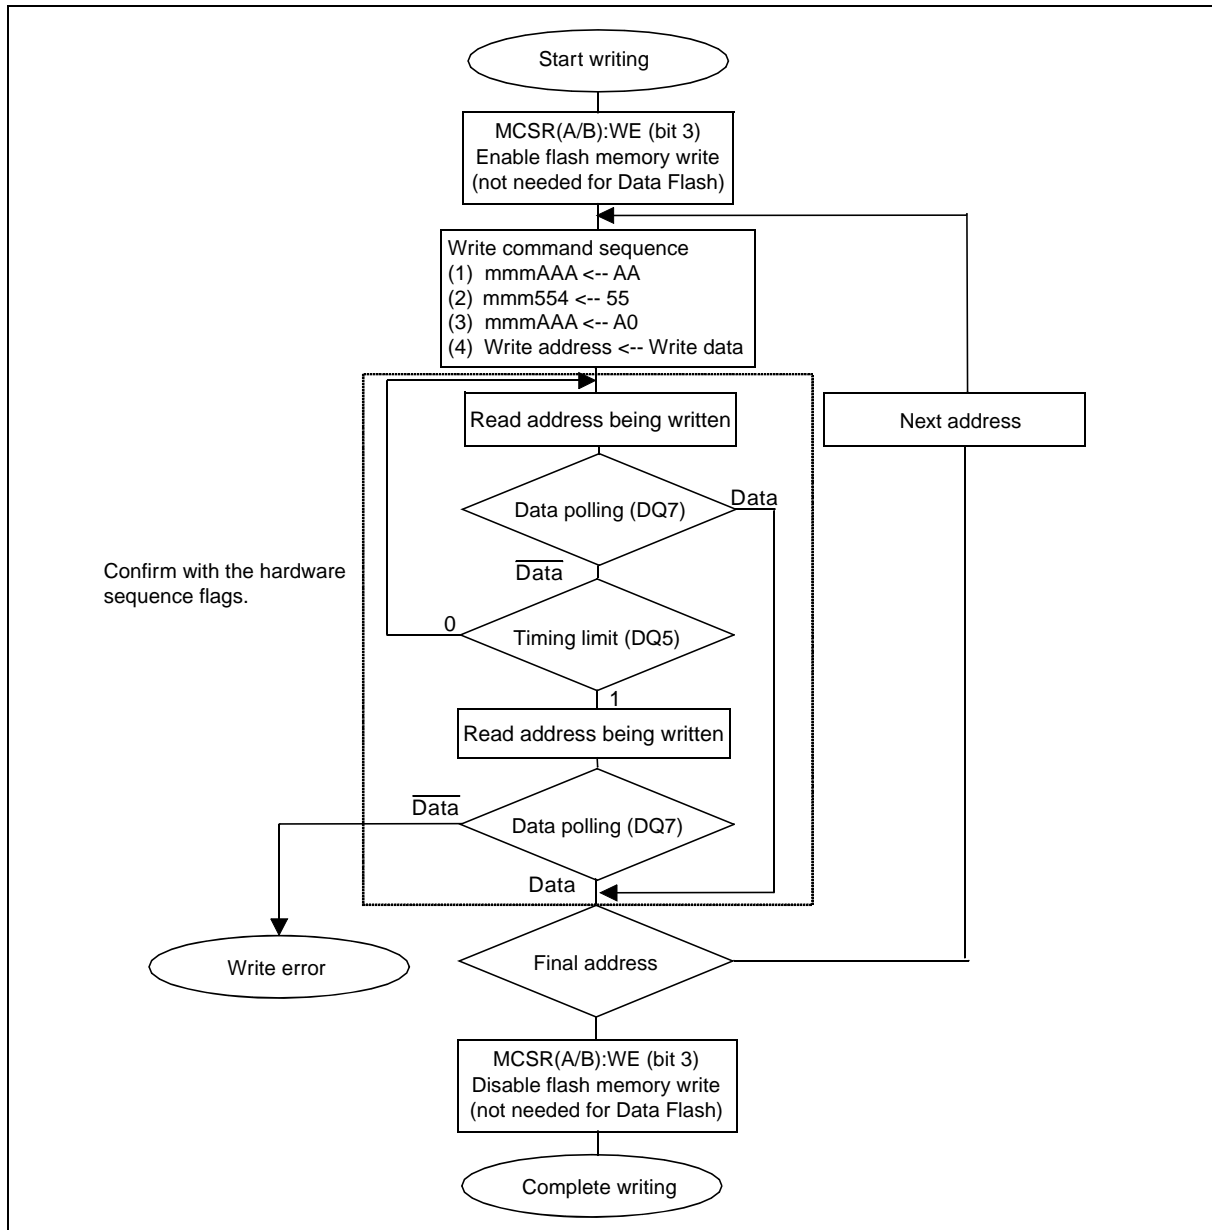 Start writing
MCSR(A/B):WE (bit 3)
Enable flash memory write
(not needed for Data Flash)
Write command sequence
(1) mmmAAA <-- AA
(2) mmm554 <-- 55
(3) mmmAAA <-- A0
(4) Write address <-- Write data
Read address being written
Next address
Data polling (DQ7)
Data
D̅a̅t̅a̅
Confirm with the hardware
sequence flags.
0
Timing limit (DQ5)
1
Read address being written
D̅a̅t̅a̅
Data polling (DQ7)
Data
Write error
Final address
MCSR(A/B):WE (bit 3)
Disable flash memory write
(not needed for Data Flash)
Complete writing